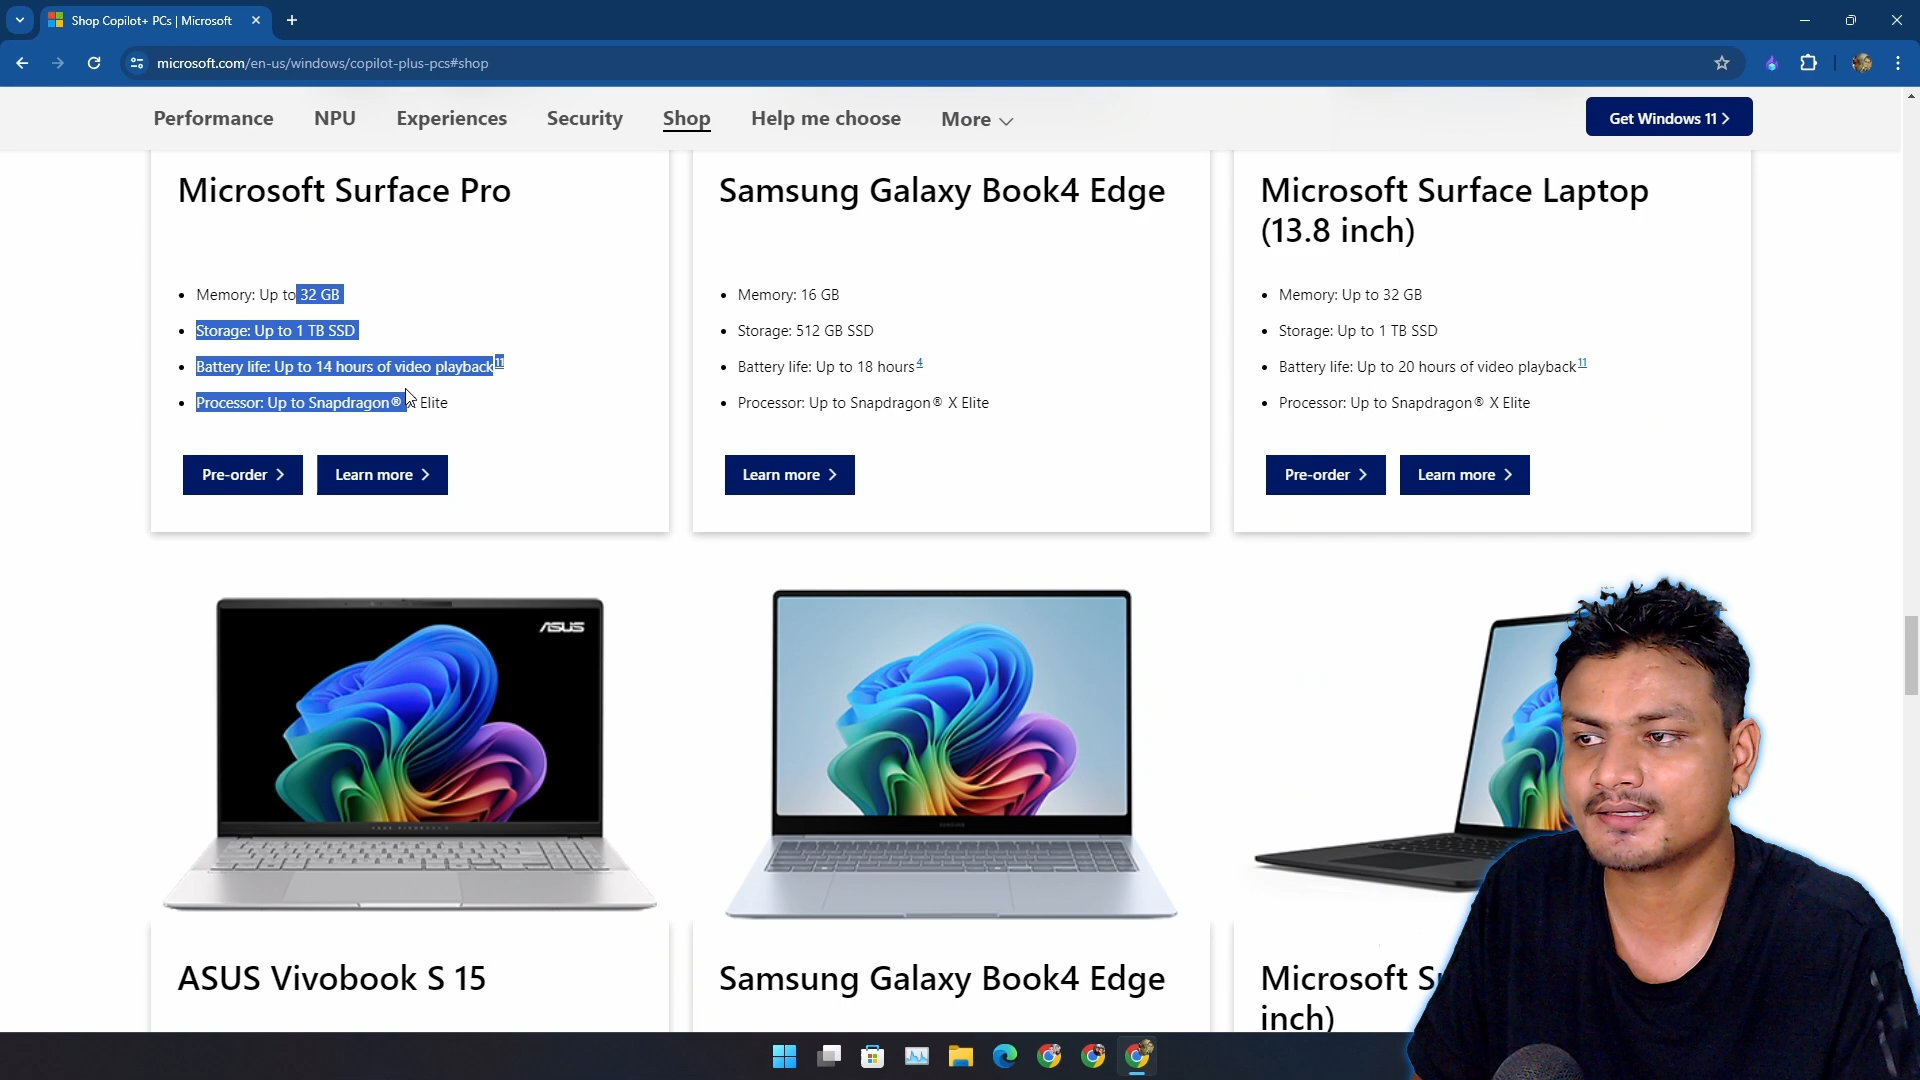 Shop Copilot+ PCs | Microsoft
microsoft.com/en-us/windows/copilot-plus-pcs#shop
Performance NPU Experiences Security Shop Help me choose More Get Windows 11
Microsoft Surface Pro
Memory: Up to 32 GB
Storage: Up to 1 TB SSD
Battery life: Up to 14 hours of video playback11
Processor: Up to Snapdragon® Elite
Pre-order Learn more
Samsung Galaxy Book4 Edge
Memory: 16 GB
Storage: 512 GB SSD
Battery life: Up to 18 hours4
Processor: Up to Snapdragon® X Elite
Learn more
Microsoft Surface Laptop
(13.8 inch)
Memory: Up to 32 GB
Storage: Up to 1 TB SSD
Battery life: Up to 20 hours of video playback11
Processor: Up to Snapdragon® X Elite
Pre-order Learn more
ASUS
ASUS Vivobook S 15
Samsung Galaxy Book4 Edge
Microsoft
inch)